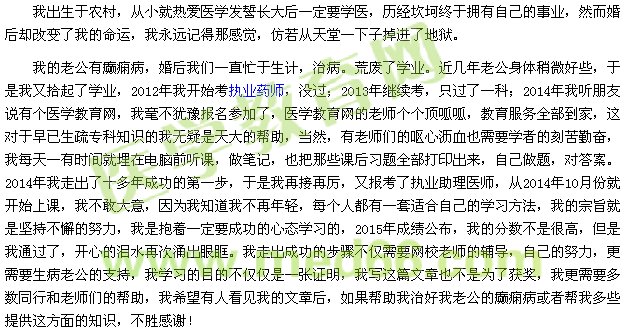 我出生于农村，从小就热爱医学发誓长大后一定要学医，历经坎坷终于拥有自己的事业，然而婚
后却改变了我的命运，我永远记得那感觉，仿若从天堂一下子掉进了地狱。
我的老公有癫痫病，婚后我们一直忙于生计，治病。荒废了学业。近几年老公身体稍微好些，于
是我又拾起了学业，2012年我开始考执业药师，没过；2013年继续考，只过了一科；2014年我听朋友
说有个医学教育网，我毫不犹豫报名参加了，医学教育网的老师个个顶呱呱，教育服务全部到家，这
对于早已生疏专科知识的我无疑是天大的帮助，当然，有老师们的呕心沥血也需要学者的刻苦勤奋，
我每天一有时间就埋在电脑前听课，做笔记，也把那些课后习题全部打印出来，自己做题，对答案。
2014年我走出了十多年成功的第一步，于是我再接再厉，又报考了执业助理医师，从2014年10月份就
开始上课，我不敢大意，因为我知道我不再年轻，每个人都有一套适合自己的学习方法，我的宗旨就
是坚持不懈的努力，我是抱着一定要成功的心态学习的，2015年成绩公布，我的分数不是很高，但是
我通过了，开心的泪水再次涌出眼眶，我走出成功的步骤不仅需要网校老师的辅导，自己的努力，更
需要生病老公的支持，我学习的目的不仅仅是一张证明，我写这篇文章也不是为了获奖，我更需要多
数同行和老师们的帮助，我希望有人看见我的文章后，如果帮助我治好我老公的癫痫病或者帮我多些
提供这方面的知识，不胜感谢！
医学教育网
www.med66.com